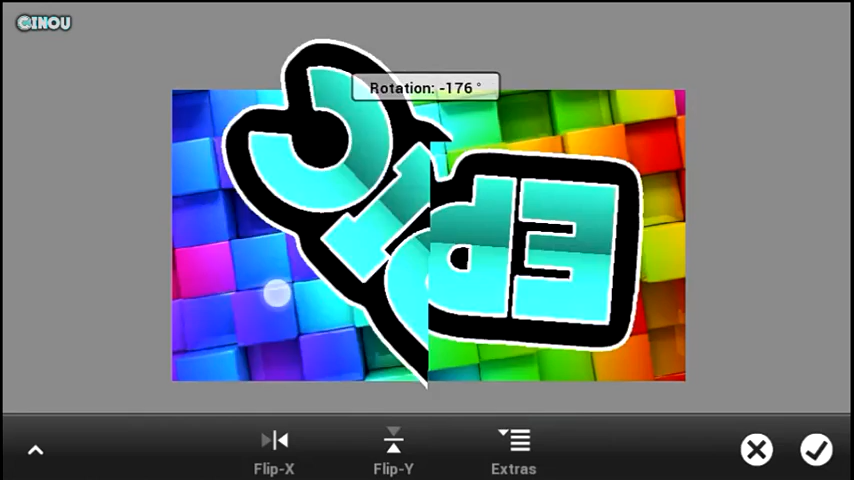 GINOU
Rotation: -176 °
Flip-X
Flip-Y
Extras